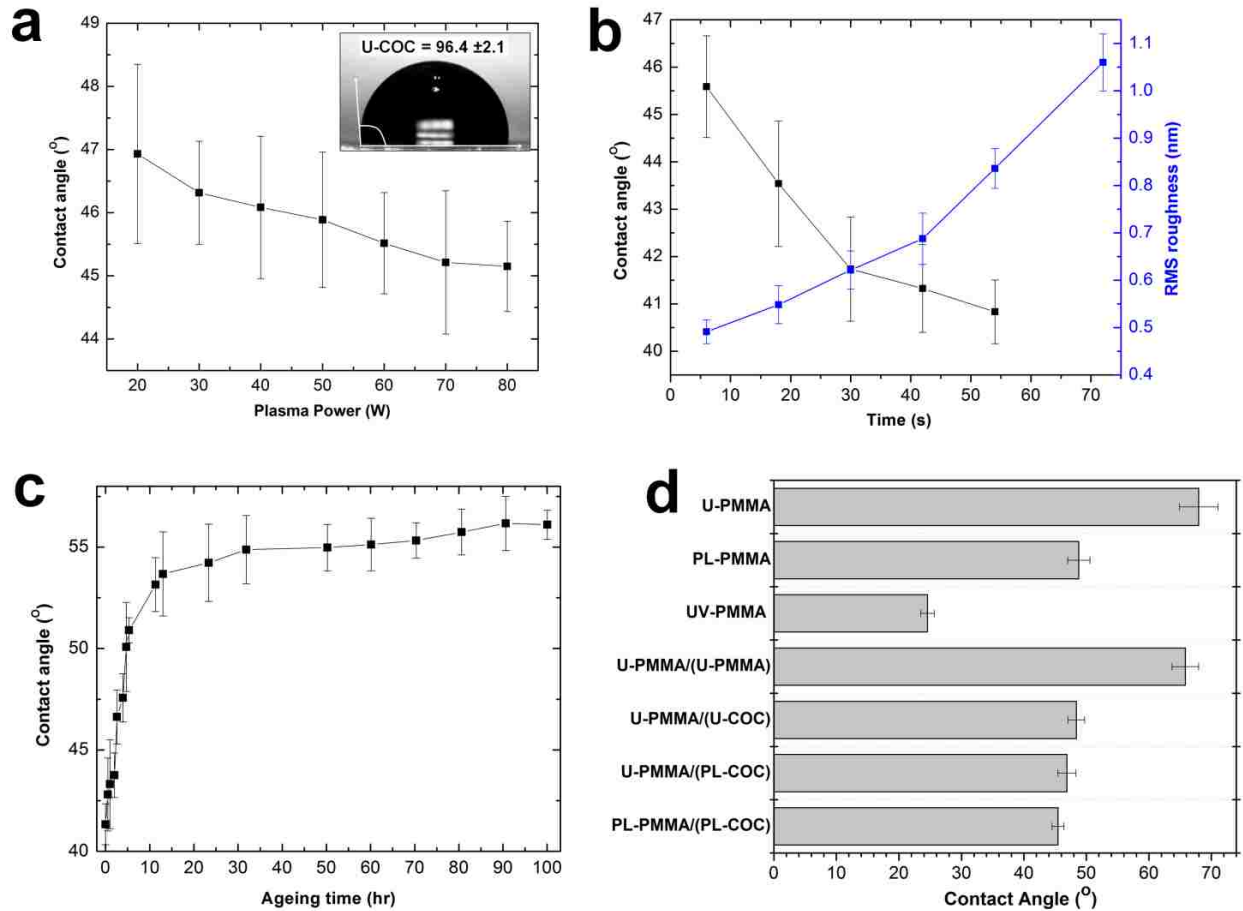 a
49
48
47
46
45
44
Contact angle (°)
U-COC = 96.4 ±2.1
20 30 40 50 60 70 80
Plasma Power (W)
b
47
46
45
44
43
42
41
40
Contact angle (°)
1.1
1.0
0.9
0.8
0.7
0.6
0.5
0.4
RMS roughness (nm)
0 10 20 30 40 50 60 70
Time (s)
c
55
50
45
40
Contact angle (°)
0 10 20 30 40 50 60 70 80 90 100
Ageing time (hr)
d
U-PMMA
PL-PMMA
UV-PMMA
U-PMMA/(U-PMMA)
U-PMMA/(U-COC)
U-PMMA/(PL-COC)
PL-PMMA/(PL-COC)
0 10 20 30 40 50 60 70
Contact Angle (°)